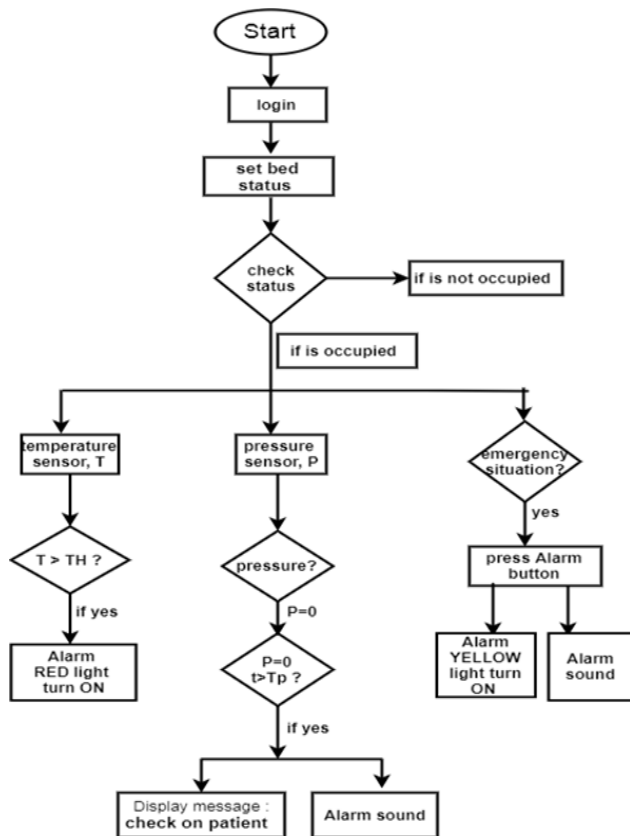 Start
login
set bed
status
check
status
if is not occupied
if is occupied
temperature
sensor, T
pressure
sensor, P
emergency
situation?
yes
T > TH ?
pressure?
press Alarm
button
if yes
P=0
Alarm
RED light
turn ON
P=0
t>Tp ?
Alarm
YELLOW
light turn
ON
Alarm
sound
if yes
Display message :
check on patient
Alarm sound